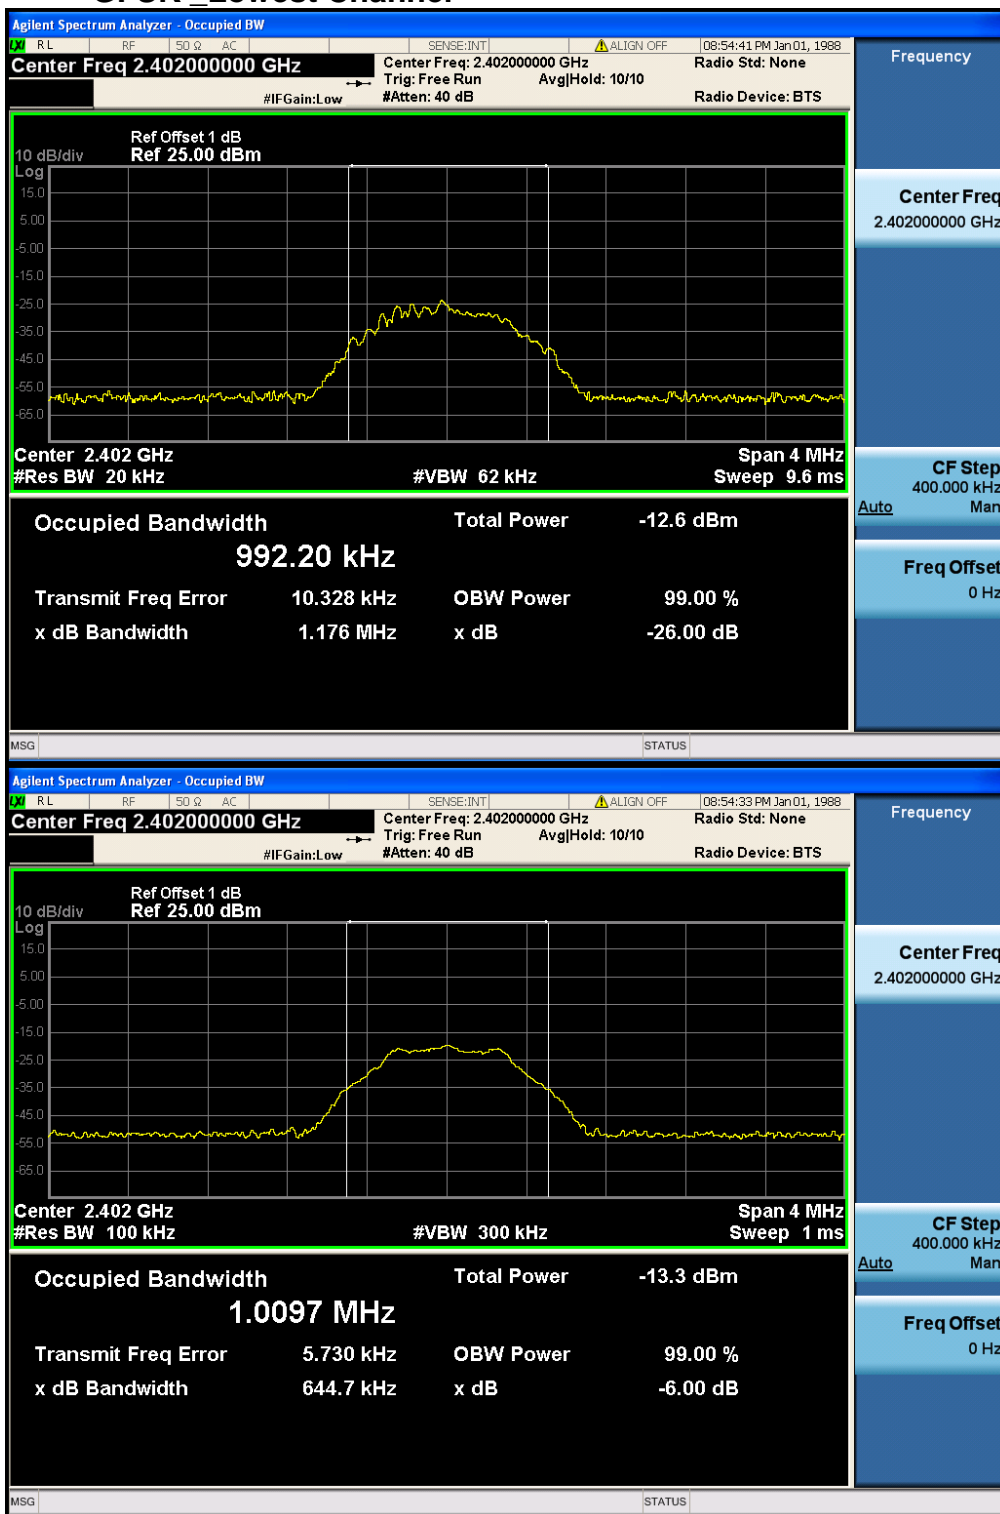 Agilent Spectrum Analyzer - Occupied BW
LXI RL RF 50 Ω AC SENSE:INT ALIGN OFF 08:54:41 PM Jan 01, 1988
Center Freq 2.402000000 GHz
Center Freq: 2.402000000 GHz Radio Std: None
Trig: Free Run Avg|Hold: 10/10
#IFGain:Low #Atten: 40 dB Radio Device: BTS
Frequency
Ref Offset 1 dB
10 dB/div Ref 25.00 dBm
Log
15.0
5.00
-5.00
-15.0
-25.0
-35.0
-45.0
-55.0
-65.0
Center Freq
2.402000000 GHz
Center 2.402 GHz Span 4 MHz
#Res BW 20 kHz #VBW 62 kHz Sweep 9.6 ms
CF Step
400.000 kHz
Auto Man
Occupied Bandwidth Total Power -12.6 dBm
992.20 kHz
Freq Offset
0 Hz
Transmit Freq Error 10.328 kHz OBW Power 99.00 %
x dB Bandwidth 1.176 MHz x dB -26.00 dB
MSG STATUS
Agilent Spectrum Analyzer - Occupied BW
LXI RL RF 50 Ω AC SENSE:INT ALIGN OFF 08:54:33 PM Jan 01, 1988
Center Freq 2.402000000 GHz
Center Freq: 2.402000000 GHz Radio Std: None
Trig: Free Run Avg|Hold: 10/10
#IFGain:Low #Atten: 40 dB Radio Device: BTS
Frequency
Ref Offset 1 dB
10 dB/div Ref 25.00 dBm
Log
15.0
5.00
-5.00
-15.0
-25.0
-35.0
-45.0
-55.0
-65.0
Center Freq
2.402000000 GHz
Center 2.402 GHz Span 4 MHz
#Res BW 100 kHz #VBW 300 kHz Sweep 1 ms
CF Step
400.000 kHz
Auto Man
Occupied Bandwidth Total Power -13.3 dBm
1.0097 MHz
Freq Offset
0 Hz
Transmit Freq Error 5.730 kHz OBW Power 99.00 %
x dB Bandwidth 644.7 kHz x dB -6.00 dB
MSG STATUS